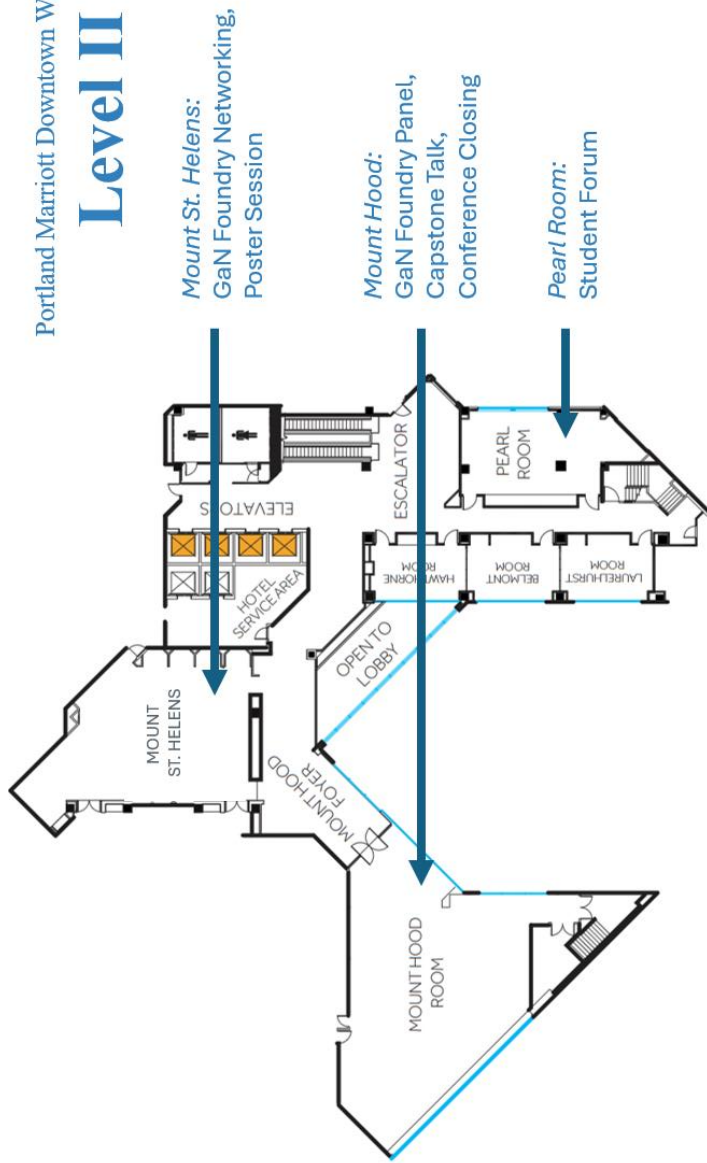 Portland Marriott Downtown W
Level II
Mount St. Helens:
GaN Foundry Networking,
Poster Session
Mount Hood:
GaN Foundry Panel,
Capstone Talk,
Conference Closing
Pearl Room:
Student Forum
MOUNT
ST. HELENS
HOTEL
SERVICE AREA
ELEVATORS
MOUNT HOOD
FOYER
OPEN TO
LOBBY
ESCALATOR
MOUNT HOOD
ROOM
HAWTHORNE
ROOM
BELMONT
ROOM
LAURELHURST
ROOM
PEARL
ROOM